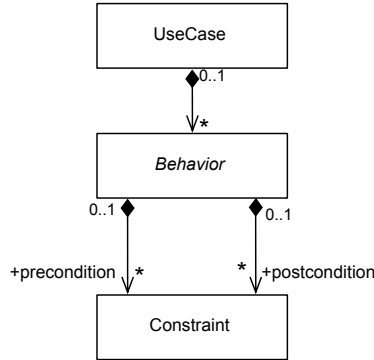 UseCase
0..1
*
Behavior
0..1 0..1
+precondition * * +postcondition
Constraint